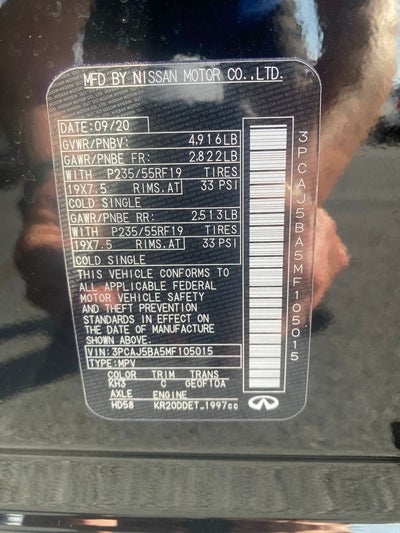 MFD BY NISSAN MOTOR CO.,LTD.
DATE:09/20
GVWR/PNBV: 4,916LB
GAWR/PNBE FR: 2,822LB
WITH P235/55RF19
19X7.5 RIMS.AT 33 PSI
COLD SINGLE
GAWR/PNBE RR: 2,513LB
WITH P235/55RF19
19X7.5 RIMS.AT 33 PSI
COLD SINGLE
THIS VEHICLE CONFORMS TO
ALL APPLICABLE FEDERAL
MOTOR VEHICLE SAFETY
AND THEFT PREVENTION
STANDARDS IN EFFECT ON
THE DATE OF MANUFACTURE
SHOWN ABOVE.
VIN:3PCAJ5BA5MF105015
TYPE:MPV
COLOR TRIM TRANS
KH3 C GE0F10A
AXLE ENGINE
HD58 KR20DDET 1997cc
3PCAJ5BA5MF105015